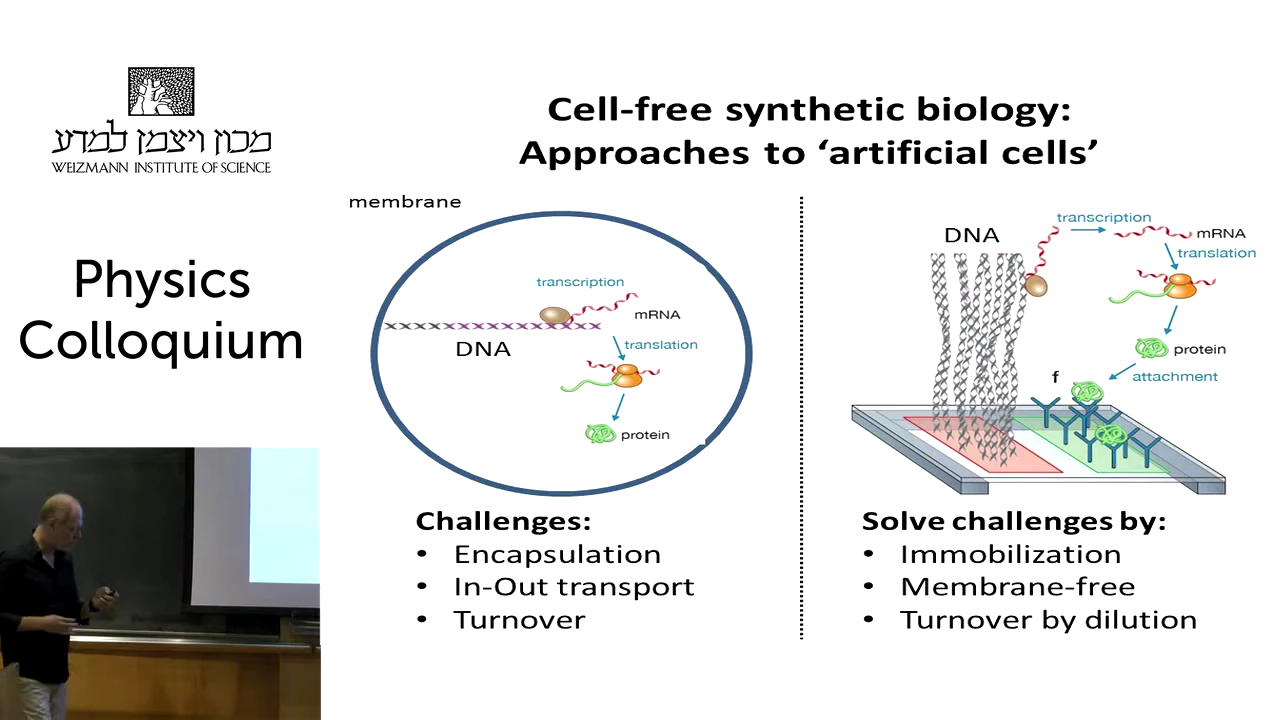 מכון ויצמן למדע
WEIZMANN INSTITUTE OF SCIENCE
Physics
Colloquium
Cell-free synthetic biology:
Approaches to ‘artificial cells’
membrane
transcription
mRNA
DNA
translation
protein
Challenges:
• Encapsulation
• In-Out transport
• Turnover
transcription
DNA
mRNA
translation
protein
f
attachment
Solve challenges by:
• Immobilization
• Membrane-free
• Turnover by dilution